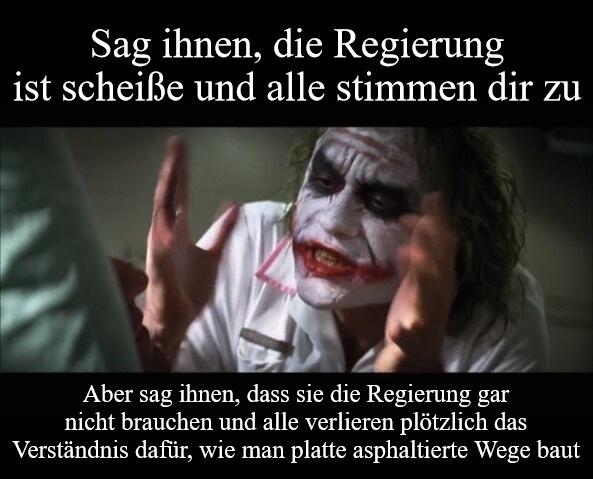 Sag ihnen, die Regierung
ist scheiße und alle stimmen dir zu
Aber sag ihnen, dass sie die Regierung gar
nicht brauchen und alle verlieren plötzlich das
Verständnis dafür, wie man platte asphaltierte Wege baut